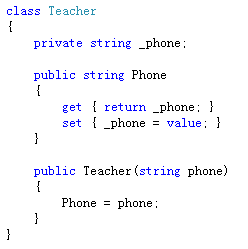 class Teacher
{
    private string _phone;

    public string Phone
    {
        get { return _phone; }
        set { _phone = value; }
    }

    public Teacher(string phone)
    {
        Phone = phone;
    }
}